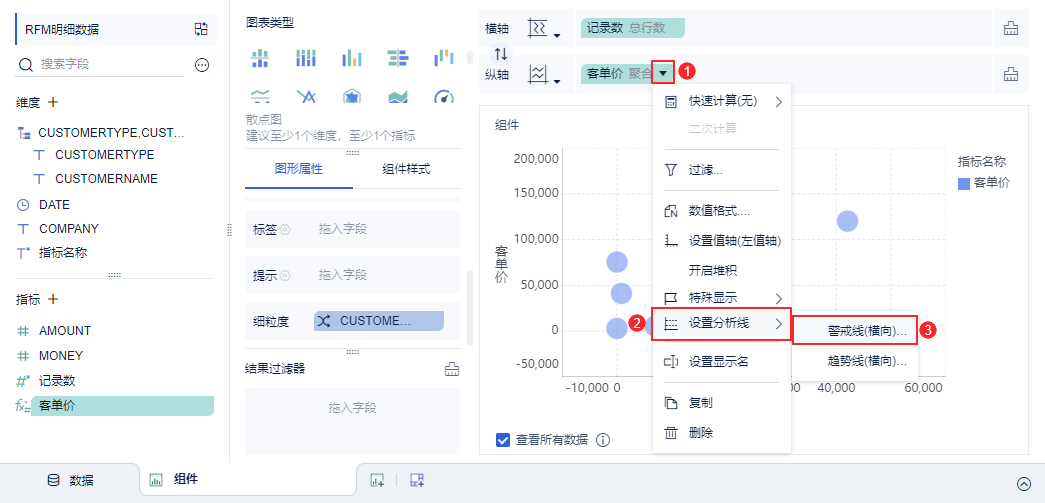 RFM明细数据
搜索字段
维度
CUSTOMERTYPE,CUST...
CUSTOMERTYPE
CUSTOMERNAME
DATE
COMPANY
指标名称
指标
AMOUNT
MONEY
记录数
客单价
图表类型
散点图
建议至少1个维度，至少1个指标
图形属性
组件样式
标签
拖入字段
提示
拖入字段
细粒度
CUSTOME...
结果过滤器
拖入字段
横轴
记录数 总行数
纵轴
客单价 聚合
1
组件
200,000
150,000
100,000
50,000
0
-50,000
客单价
-10,000
0
40,000
60,000
指标名称
客单价
快速计算(无)
二次计算
过滤...
数值格式....
设置值轴(左值轴)
开启堆积
特殊显示
2
设置分析线
警戒线(横向)...
3
趋势线(横向)...
设置显示名
复制
删除
查看所有数据
数据
组件